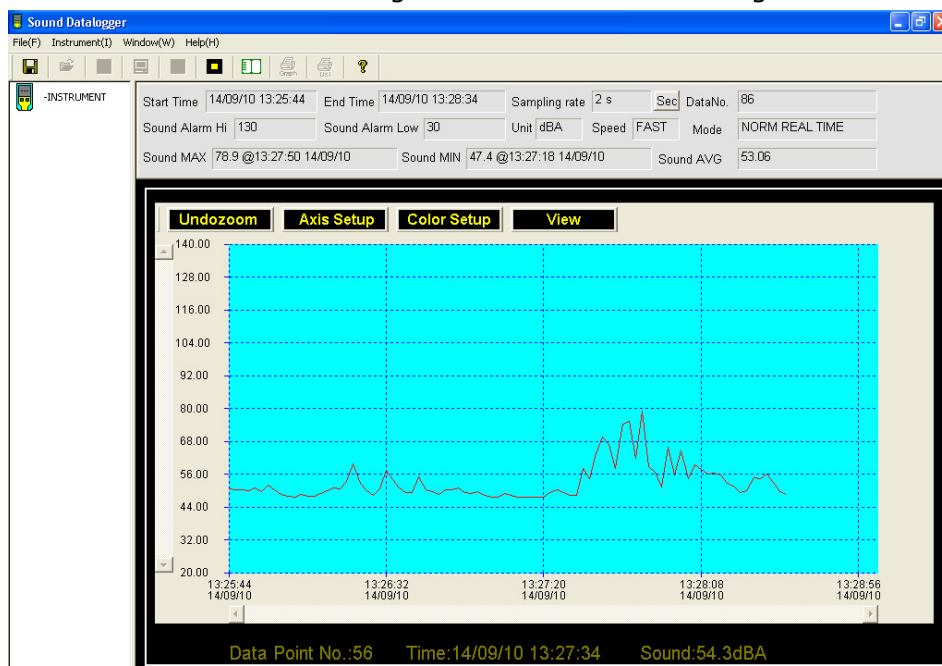 Sound Datalogger
File(F) Instrument(I) Window(W) Help(H)
Graph List ?
-INSTRUMENT
Start Time 14/09/10 13:25:44 End Time 14/09/10 13:28:34 Sampling rate 2 s Sec DataNo. 86
Sound Alarm Hi 130 Sound Alarm Low 30 Unit dBA Speed FAST Mode NORM REAL TIME
Sound MAX 78.9 @13:27:50 14/09/10 Sound MIN 47.4 @13:27:18 14/09/10 Sound AVG 53.06
Undozoom Axis Setup Color Setup View
140.00
128.00
116.00
104.00
92.00
80.00
68.00
56.00
44.00
32.00
20.00
13:25:44 13:26:32 13:27:20 13:28:08 13:28:56
14/09/10 14/09/10 14/09/10 14/09/10 14/09/10
Data Point No.:56 Time:14/09/10 13:27:34 Sound:54.3dBA